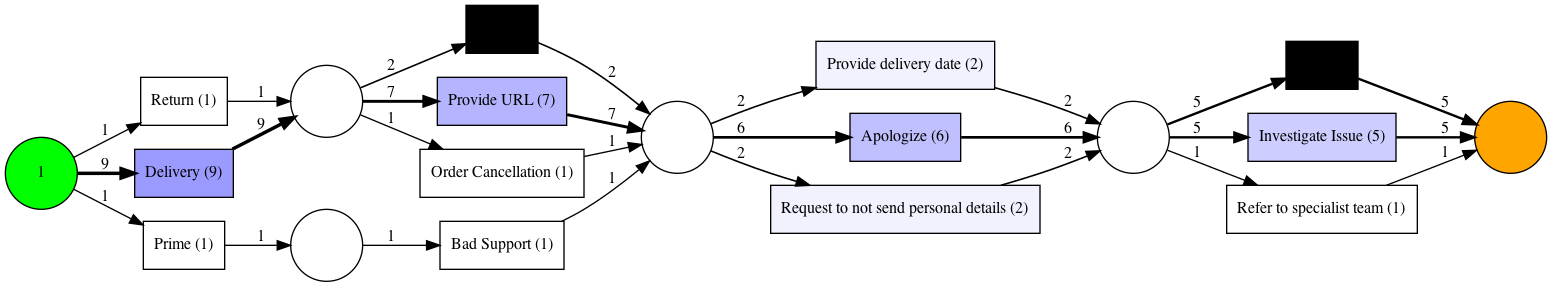 1
1
9
1
Return (1)
Delivery (9)
Prime (1)
1
9
1
2
7
1
1
Provide URL (7)
Order Cancellation (1)
Bad Support (1)
2
7
1
1
2
6
2
Provide delivery date (2)
Apologize (6)
Request to not send personal details (2)
2
6
2
5
5
1
Investigate Issue (5)
Refer to specialist team (1)
5
5
1